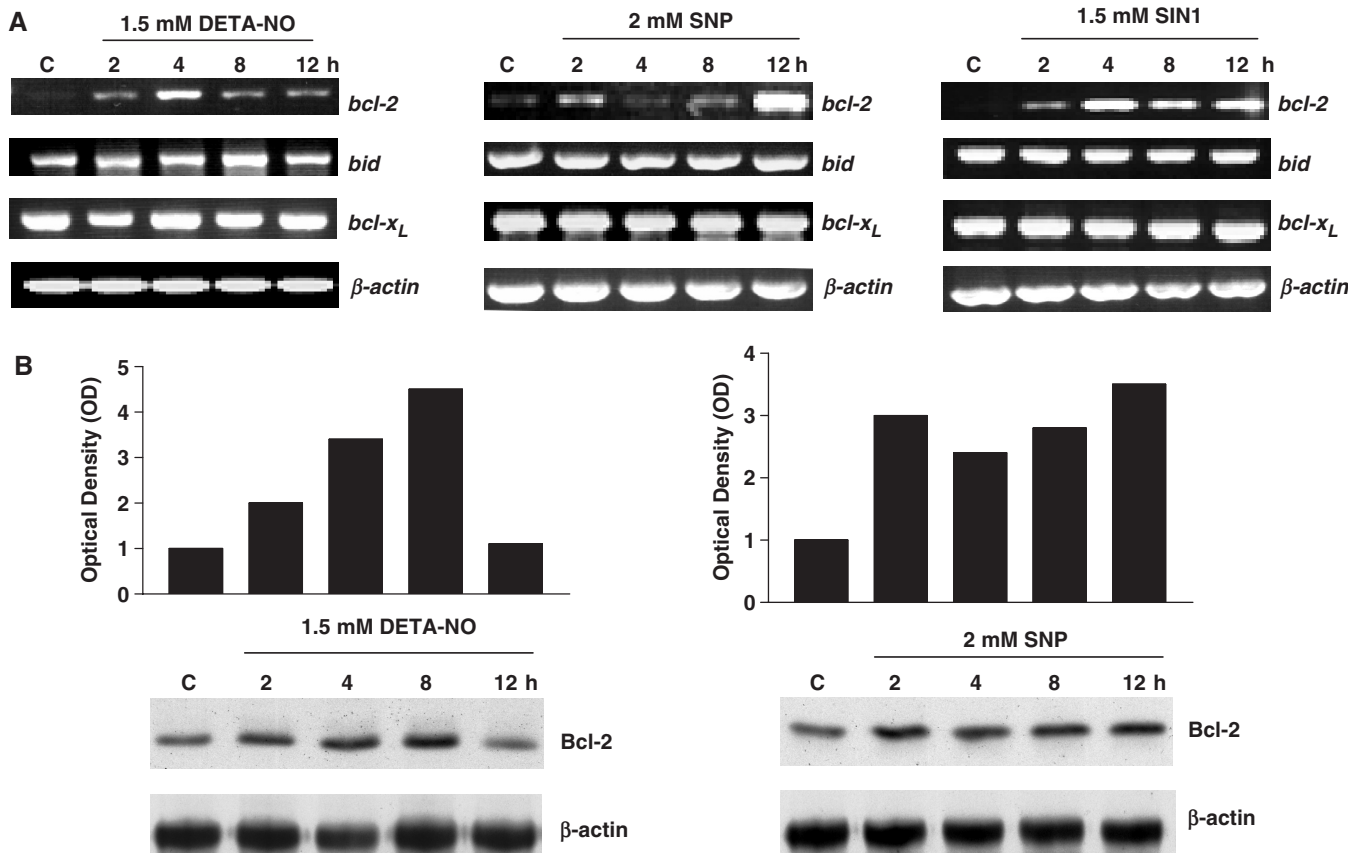 A
1.5 mM DETA-NO
C 2 4 8 12 h
bcl-2
bid
bcl-xL
β-actin
2 mM SNP
C 2 4 8 12 h
bcl-2
bid
bcl-xL
β-actin
1.5 mM SIN1
C 2 4 8 12 h
bcl-2
bid
bcl-xL
β-actin
B
Optical Density (OD)
5
4
3
2
1
0
1.5 mM DETA-NO
C 2 4 8 12 h
Bcl-2
β-actin
Optical Density (OD)
4
3
2
1
0
2 mM SNP
C 2 4 8 12 h
Bcl-2
β-actin